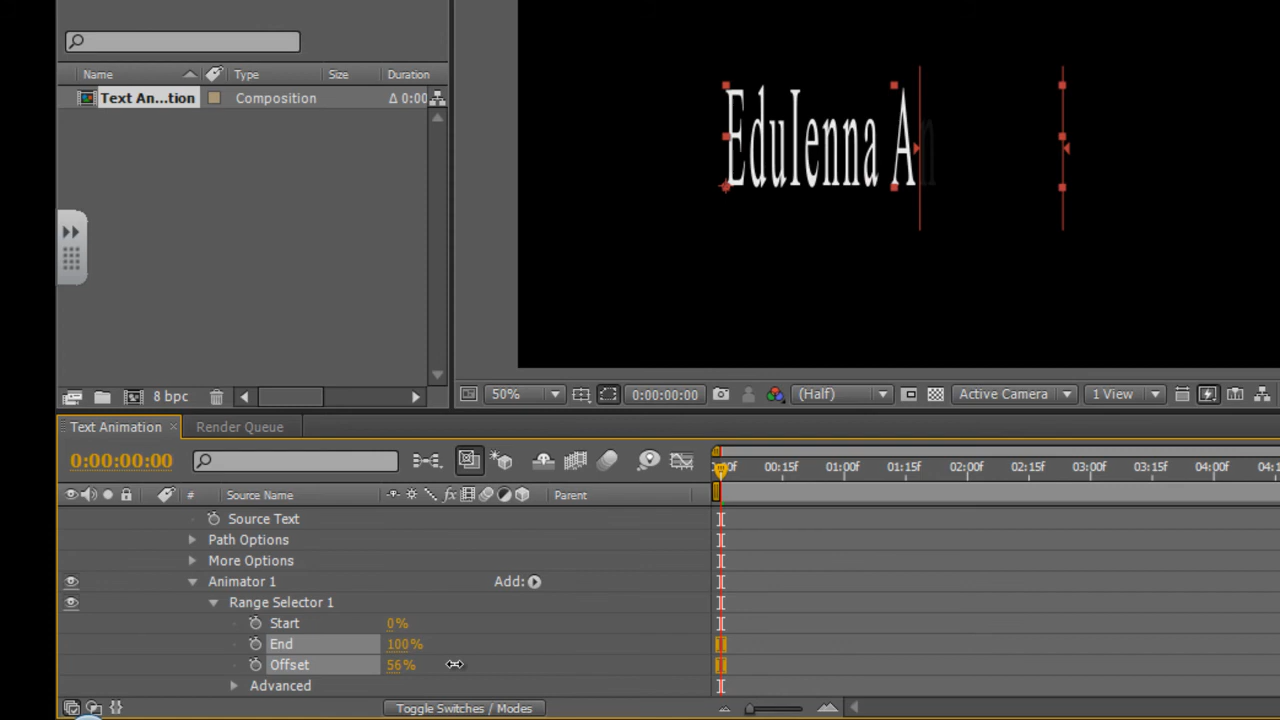 Name Type Size Duration
Text An...tion Composition Δ 0:00
EduIenna An
8 bpc
50% 0:00:00:00 (Half) Active Camera 1 View
Text Animation × Render Queue
0:00:00:00
00:15f 01:00f 01:15f 02:00f 02:15f 03:00f 03:15f 04:00f
# Source Name fx Parent
Source Text
Path Options
More Options
Animator 1 Add:
Range Selector 1
Start 0%
End 100%
Offset 56%
Advanced
Toggle Switches / Modes